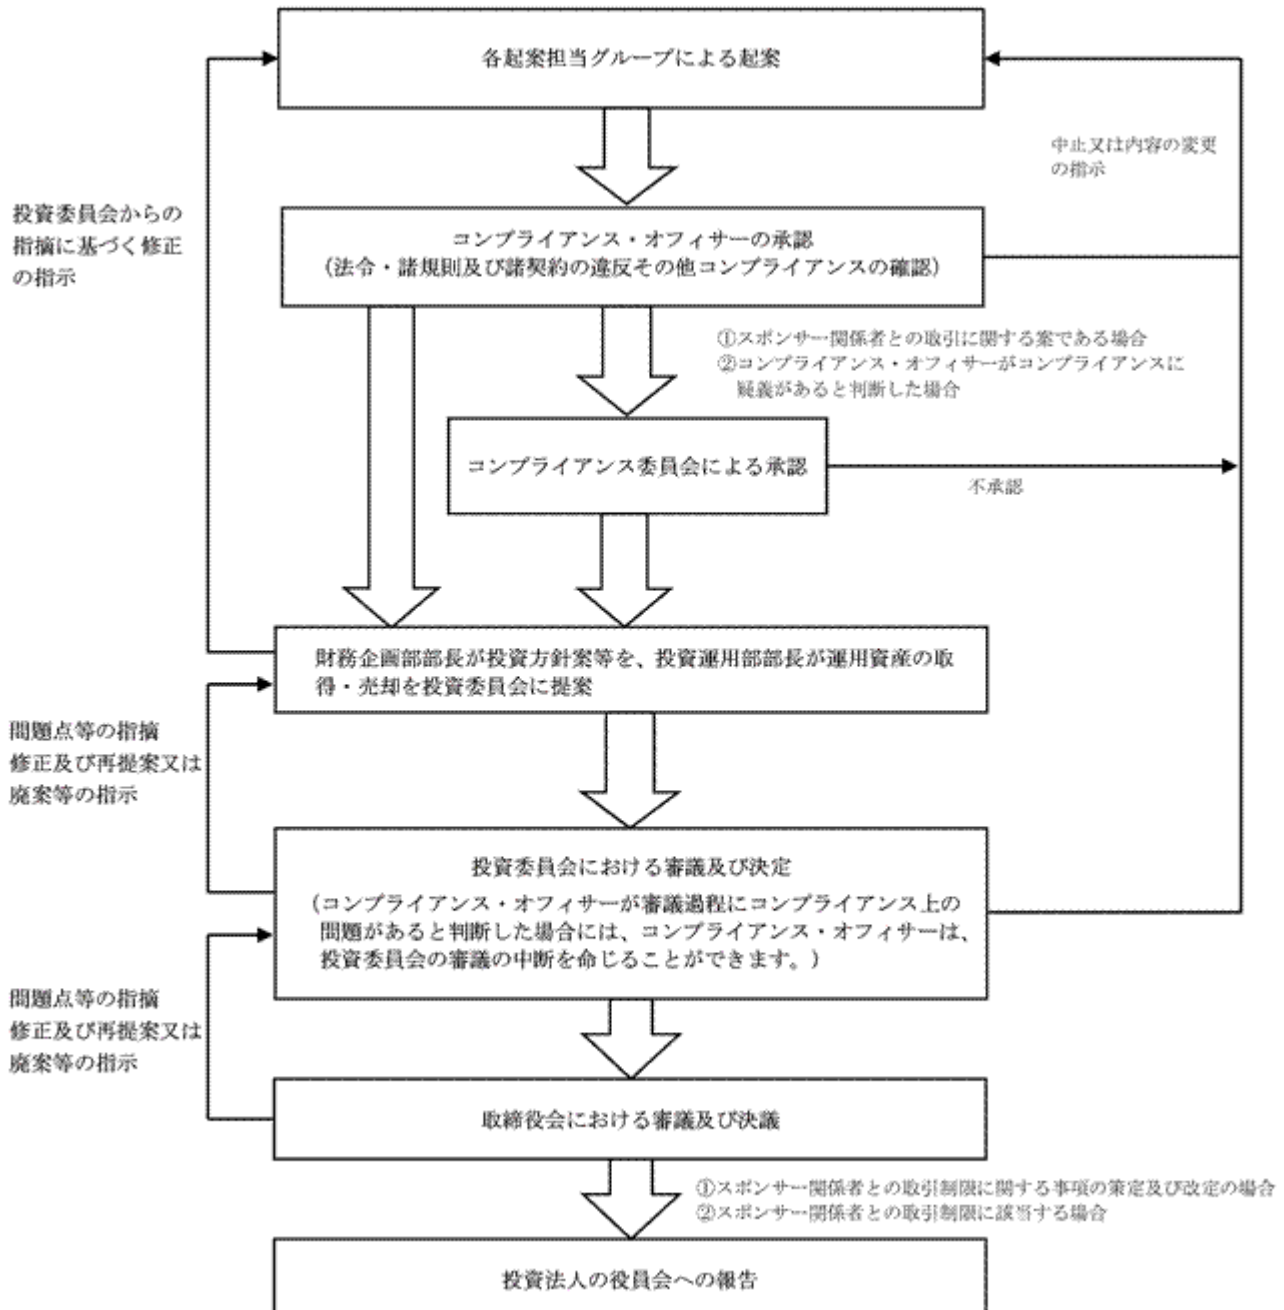 各起案担当グループによる起案
中止又は内容の変更
の指示
投資委員会からの
指摘に基づく修正
の指示
コンプライアンス・オフィサーの承認
（法令・諸規則及び諸契約の違反その他コンプライアンスの確認）
①スポンサー関係者との取引に関する案である場合
②コンプライアンス・オフィサーがコンプライアンスに
疑義があると判断した場合
コンプライアンス委員会による承認
不承認
財務企画部部長が投資方針案等を、投資運用部部長が運用資産の取
得・売却を投資委員会に提案
問題点等の指摘
修正及び再提案又は
廃案等の指示
投資委員会における審議及び決定
（コンプライアンス・オフィサーが審議過程にコンプライアンス上の
問題があると判断した場合には、コンプライアンス・オフィサーは、
投資委員会の審議の中断を命じることができます。）
問題点等の指摘
修正及び再提案又は
廃案等の指示
取締役会における審議及び決議
①スポンサー関係者との取引制限に関する事項の策定及び改定の場合
②スポンサー関係者との取引制限に該当する場合
投資法人の役員会への報告